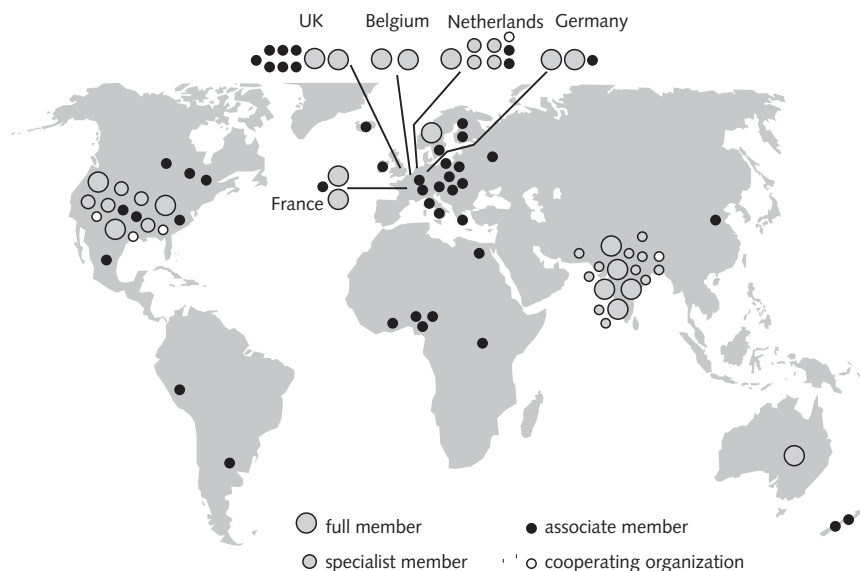 UK Belgium Netherlands Germany
France
full member
associate member
specialist member
cooperating organization